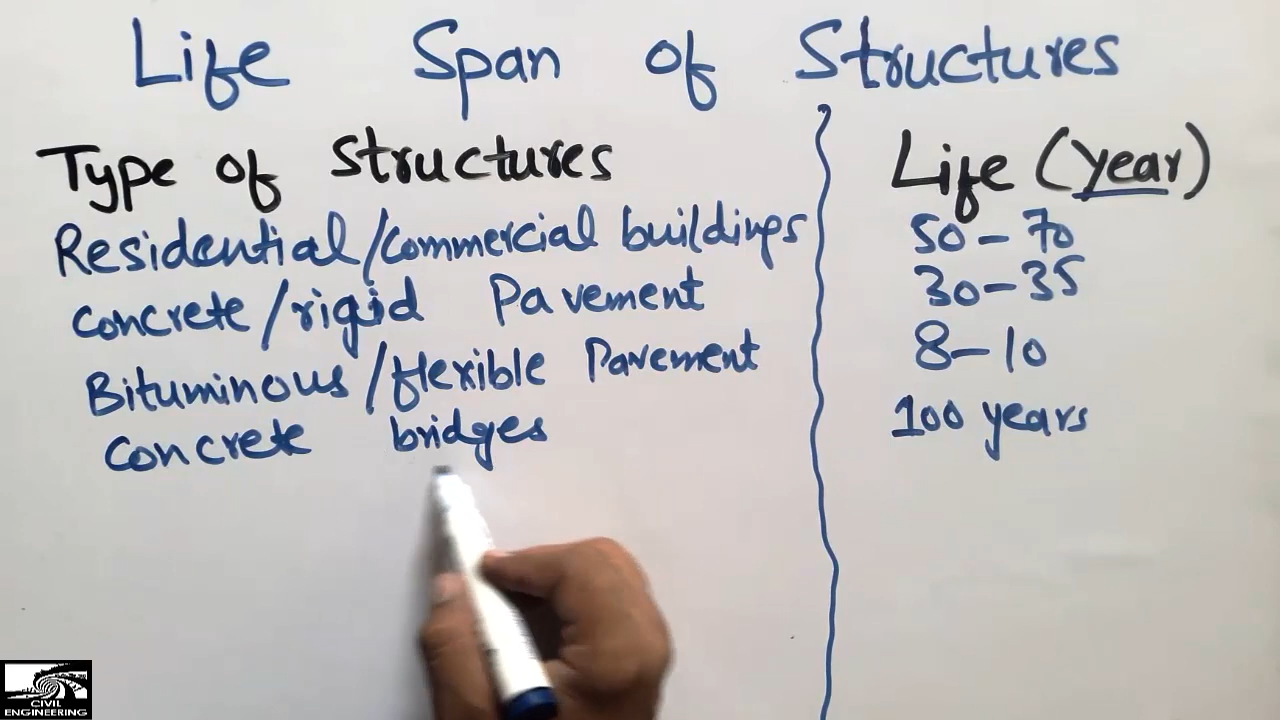 Life Span of Structures
Type of structures Life (year)
Residential/commercial buildings 50-70
concrete/rigid Pavement 30-35
Bituminous/flexible Pavement 8-10
concrete bridges 100 years
CIVIL
ENGINEERING